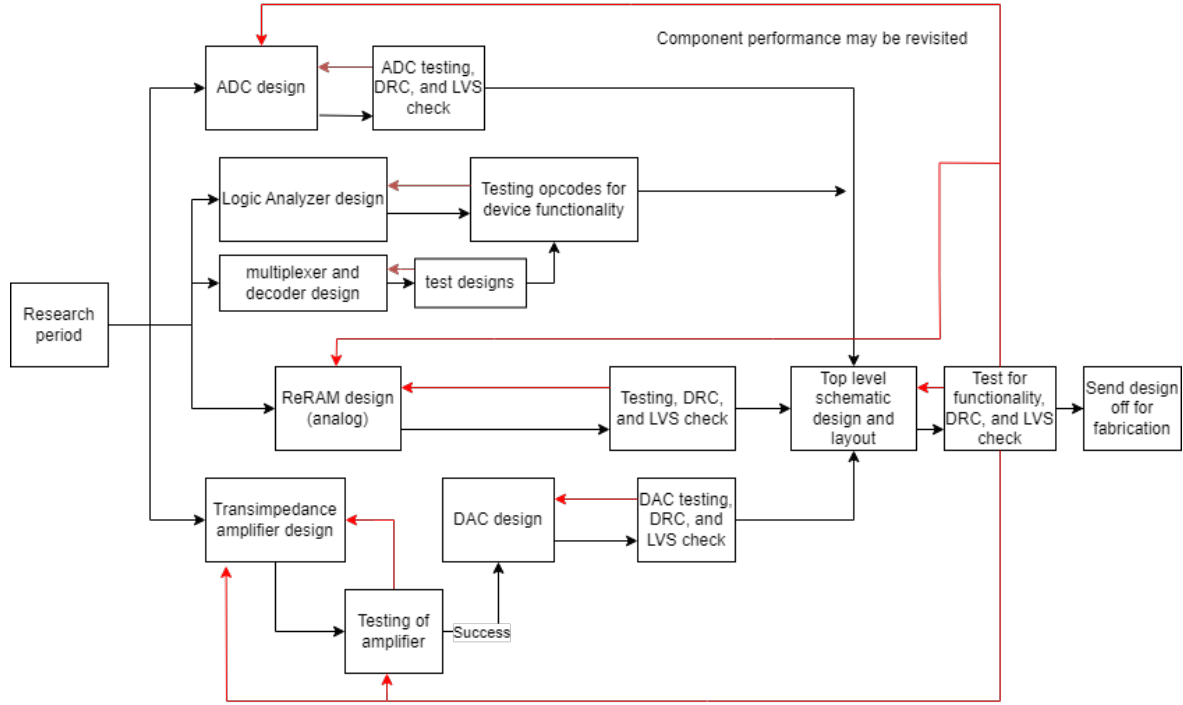 Component performance may be revisited
ADC design
ADC testing,
DRC, and LVS
check
Logic Analyzer design
Testing opcodes for
device functionality
multiplexer and
decoder design
test designs
Research
period
ReRAM design
(analog)
Testing, DRC,
and LVS check
Top level
schematic
design and
layout
Test for
functionality,
DRC, and LVS
check
Send design
off for
fabrication
Transimpedance
amplifier design
DAC design
DAC testing,
DRC, and
LVS check
Testing of
amplifier
Success